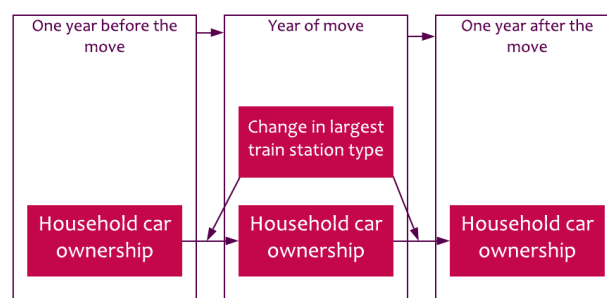 One year before the
move
Year of move
One year after the
move
Change in largest
train station type
Household car
ownership
Household car
ownership
Household car
ownership